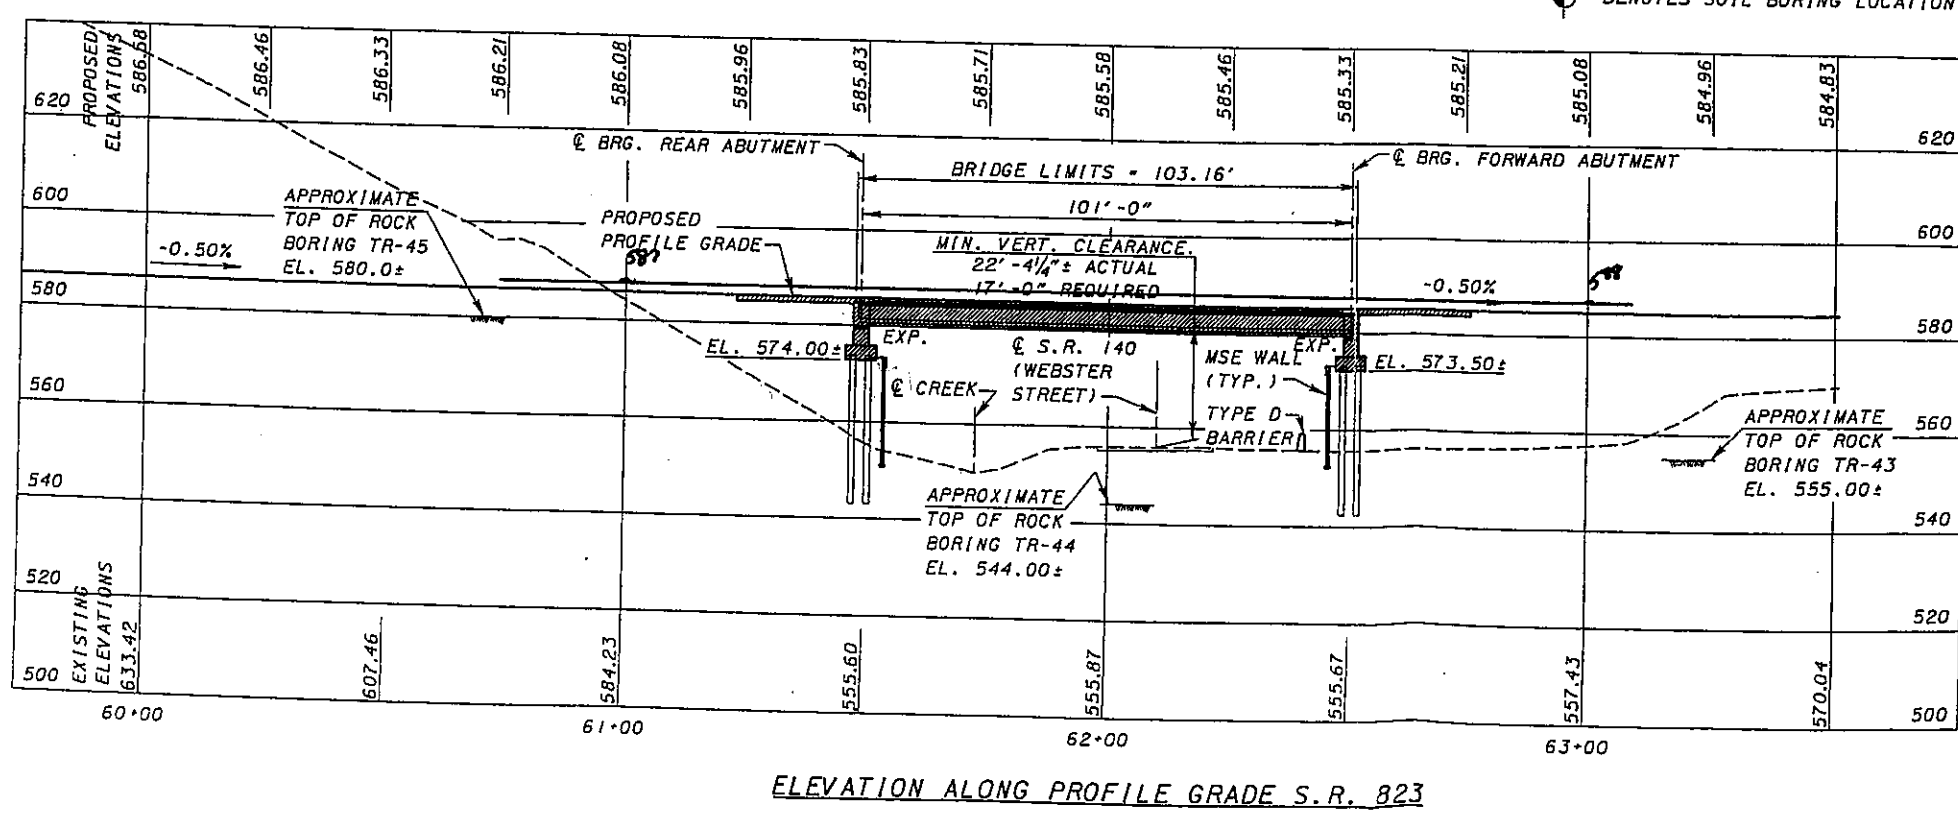 DENOTES SOIL BORING LOCATION
PROPOSED
ELEVATIONS
586.58
586.46
586.33
586.21
586.08
585.96
585.83
585.71
585.58
585.46
585.33
585.21
585.08
584.96
584.83
620
620
℄ BRG. REAR ABUTMENT
℄ BRG. FORWARD ABUTMENT
BRIDGE LIMITS = 103.16'
101'-0"
600
600
APPROXIMATE
TOP OF ROCK
BORING TR-45
EL. 580.0±
-0.50%
PROPOSED
PROFILE GRADE
587
MIN. VERT. CLEARANCE.
22'-4¼"± ACTUAL
17'-0" REQUIRED
-0.50%
580
580
EL. 574.00±
EXP.
℄ S.R. 140
(WEBSTER
STREET)
℄ CREEK
MSE WALL
(TYP.)
EXP.
EL. 573.50±
TYPE D
BARRIER
560
560
APPROXIMATE
TOP OF ROCK
BORING TR-43
EL. 555.00±
APPROXIMATE
TOP OF ROCK
BORING TR-44
EL. 544.00±
540
540
520
520
EXISTING
ELEVATIONS
633.42
607.46
584.23
555.60
555.87
555.67
557.43
570.04
500
500
60+00
61+00
62+00
63+00
ELEVATION ALONG PROFILE GRADE S.R. 823